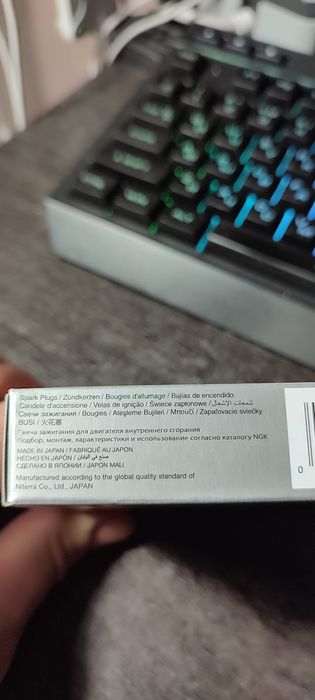 Spark Plugs / Zündkerzen / Bougies d'allumage / Bujías de encendido
Candele d'accensione / Velas de ignição / Świece zapłonowe / شمعات الإشعال
Свечи зажигания / Bougies / Ateşleme Bujileri / Μπουζί / Zapaľovacie sviečky
BUSI / 火花塞
Свеча зажигания для двигателя внутреннего сгорания
Подбор, монтаж, характеристики и использование согласно каталогу NGK
MADE IN JAPAN / FABRIQUÉ AU JAPON
HECHO EN JAPÓN / صنع في اليابان
СДЕЛАНО В ЯПОНИИ / JAPON MALI
Manufactured according to the global quality standard of
Niterra Co., Ltd., JAPAN
0